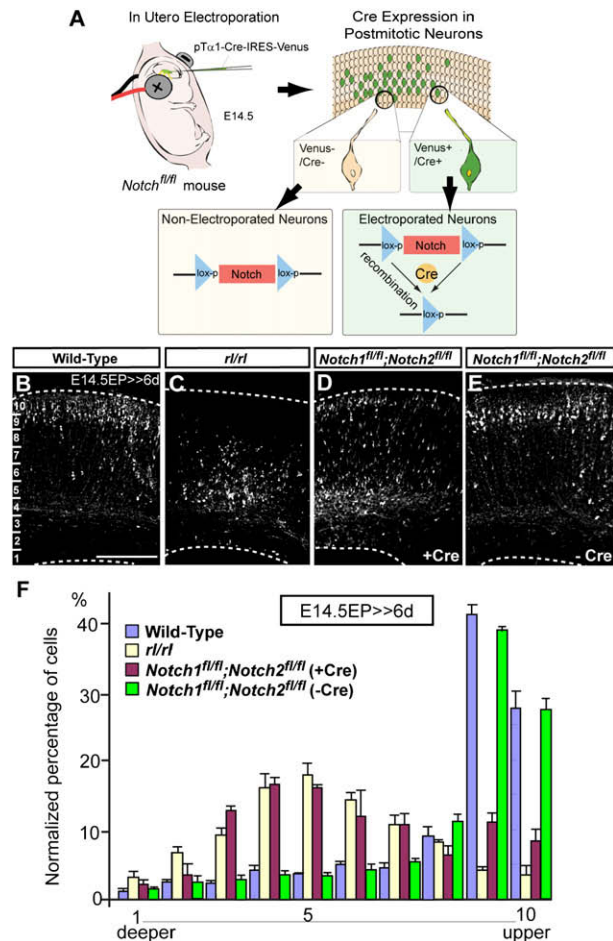 A
In Utero Electroporation
pTα1-Cre-IRES-Venus
E14.5
Notch^fl/fl mouse
Cre Expression in
Postmitotic Neurons
Venus-
/Cre-
Venus+
/Cre+
Non-Electroporated Neurons
lox-p Notch lox-p
Electroporated Neurons
lox-p Notch lox-p
Cre
recombination
lox-p
Wild-Type
rl/rl
Notch1^fl/fl;Notch2^fl/fl
Notch1^fl/fl;Notch2^fl/fl
B E14.5EP>>6d
C
D
E
10
9
8
7
6
5
4
3
2
1
+Cre
- Cre
F
%
E14.5EP>>6d
Wild-Type
rl/rl
Notch1^fl/fl;Notch2^fl/fl (+Cre)
Notch1^fl/fl;Notch2^fl/fl (-Cre)
Normalized percentage of cells
40
30
20
10
0
1 5 10
deeper upper